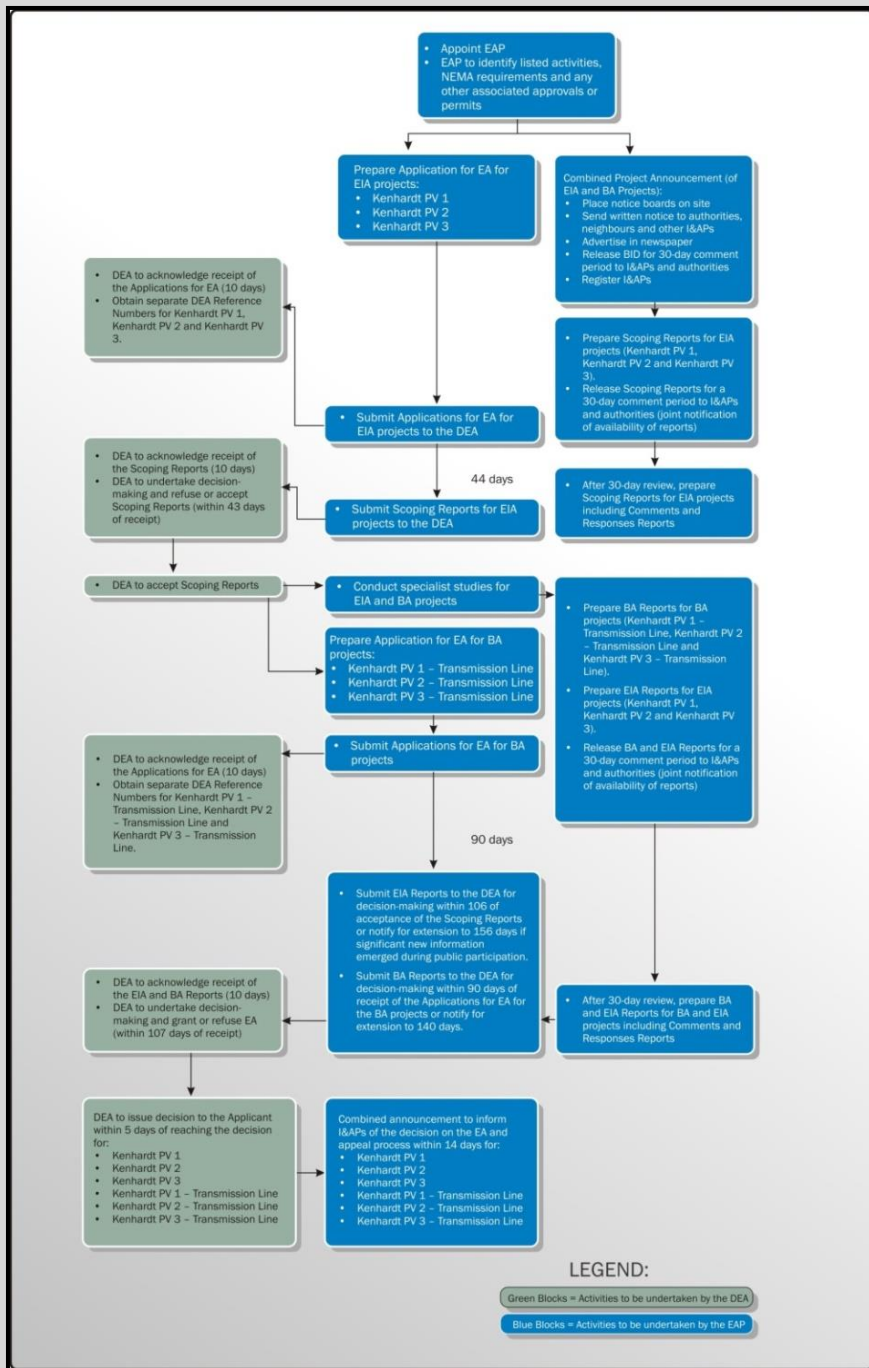 • Appoint EAP
• EAP to identify listed activities,
NEMA requirements and any
other associated approvals or
permits
Prepare Application for EA for
EIA projects:
• Kenhardt PV 1
• Kenhardt PV 2
• Kenhardt PV 3
Combined Project Announcement (of
EIA and BA Projects):
• Place notice boards on site
• Send written notice to authorities,
neighbours and other I&APs
• Advertise in newspaper
• Release BID for 30-day comment
period to I&APs and authorities
• Register I&APs
• DEA to acknowledge receipt of
the Applications for EA (10 days)
• Obtain separate DEA Reference
Numbers for Kenhardt PV 1,
Kenhardt PV 2 and Kenhardt PV
3.
• Prepare Scoping Reports for EIA
projects (Kenhardt PV 1,
Kenhardt PV 2 and Kenhardt PV
3).
• Release Scoping Reports for a
30-day comment period to I&APs
and authorities (joint notification
of availability of reports)
• Submit Applications for EA for
EIA projects to the DEA
• DEA to acknowledge receipt of
the Scoping Reports (10 days)
• DEA to undertake decision-
making and refuse or accept
Scoping Reports (within 43 days
of receipt)
44 days
• Submit Scoping Reports for EIA
projects to the DEA
• After 30-day review, prepare
Scoping Reports for EIA projects
including Comments and
Responses Reports
• DEA to accept Scoping Reports
• Conduct specialist studies for
EIA and BA projects
• Prepare BA Reports for BA
projects (Kenhardt PV 1 –
Transmission Line, Kenhardt PV 2
– Transmission Line and
Kenhardt PV 3 – Transmission
Line).
• Prepare EIA Reports for EIA
projects (Kenhardt PV 1,
Kenhardt PV 2 and Kenhardt PV
3).
• Release BA and EIA Reports for a
30-day comment period to I&APs
and authorities (joint notification
of availability of reports)
Prepare Application for EA for BA
projects:
• Kenhardt PV 1 – Transmission Line
• Kenhardt PV 2 – Transmission Line
• Kenhardt PV 3 – Transmission Line
• Submit Applications for EA for BA
projects
• DEA to acknowledge receipt of
the Applications for EA (10 days)
• Obtain separate DEA Reference
Numbers for Kenhardt PV 1 –
Transmission Line, Kenhardt PV 2
– Transmission Line and
Kenhardt PV 3 – Transmission
Line.
90 days
• Submit EIA Reports to the DEA for
decision-making within 106 of
acceptance of the Scoping Reports
or notify for extension to 156 days if
significant new information
emerged during public participation.
• Submit BA Reports to the DEA for
decision-making within 90 days of
receipt of the Applications for EA for
the BA projects or notify for
extension to 140 days.
• DEA to acknowledge receipt of
the EIA and BA Reports (10 days)
• DEA to undertake decision-
making and grant or refuse EA
(within 107 days of receipt)
• After 30-day review, prepare BA
and EIA Reports for BA and EIA
projects including Comments and
Responses Reports
DEA to issue decision to the Applicant
within 5 days of reaching the decision
for:
• Kenhardt PV 1
• Kenhardt PV 2
• Kenhardt PV 3
• Kenhardt PV 1 – Transmission Line
• Kenhardt PV 2 – Transmission Line
• Kenhardt PV 3 – Transmission Line
Combined announcement to inform
I&APs of the decision on the EA and
appeal process within 14 days for:
• Kenhardt PV 1
• Kenhardt PV 2
• Kenhardt PV 3
• Kenhardt PV 1 – Transmission Line
• Kenhardt PV 2 – Transmission Line
• Kenhardt PV 3 – Transmission Line
LEGEND:
Green Blocks = Activities to be undertaken by the DEA
Blue Blocks = Activities to be undertaken by the EAP